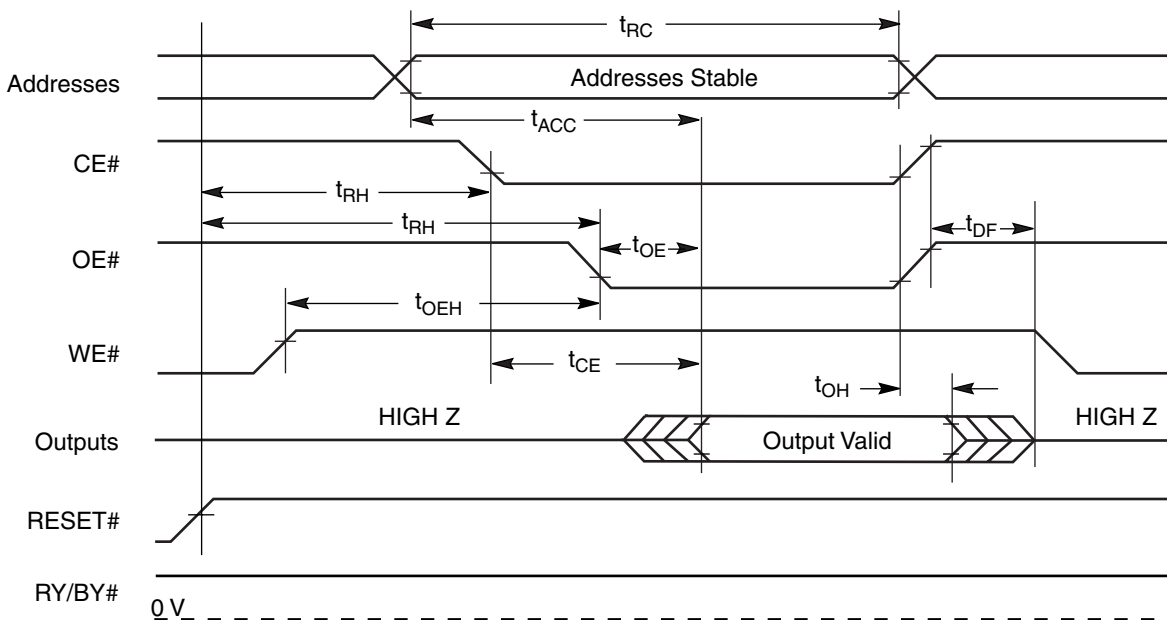 tRC
Addresses
Addresses Stable
tACC
CE#
tRH
tRH
tDF
OE#
tOE
tOEH
WE#
tCE
tOH
HIGH Z
HIGH Z
Outputs
Output Valid
RESET#
RY/BY#
0 V